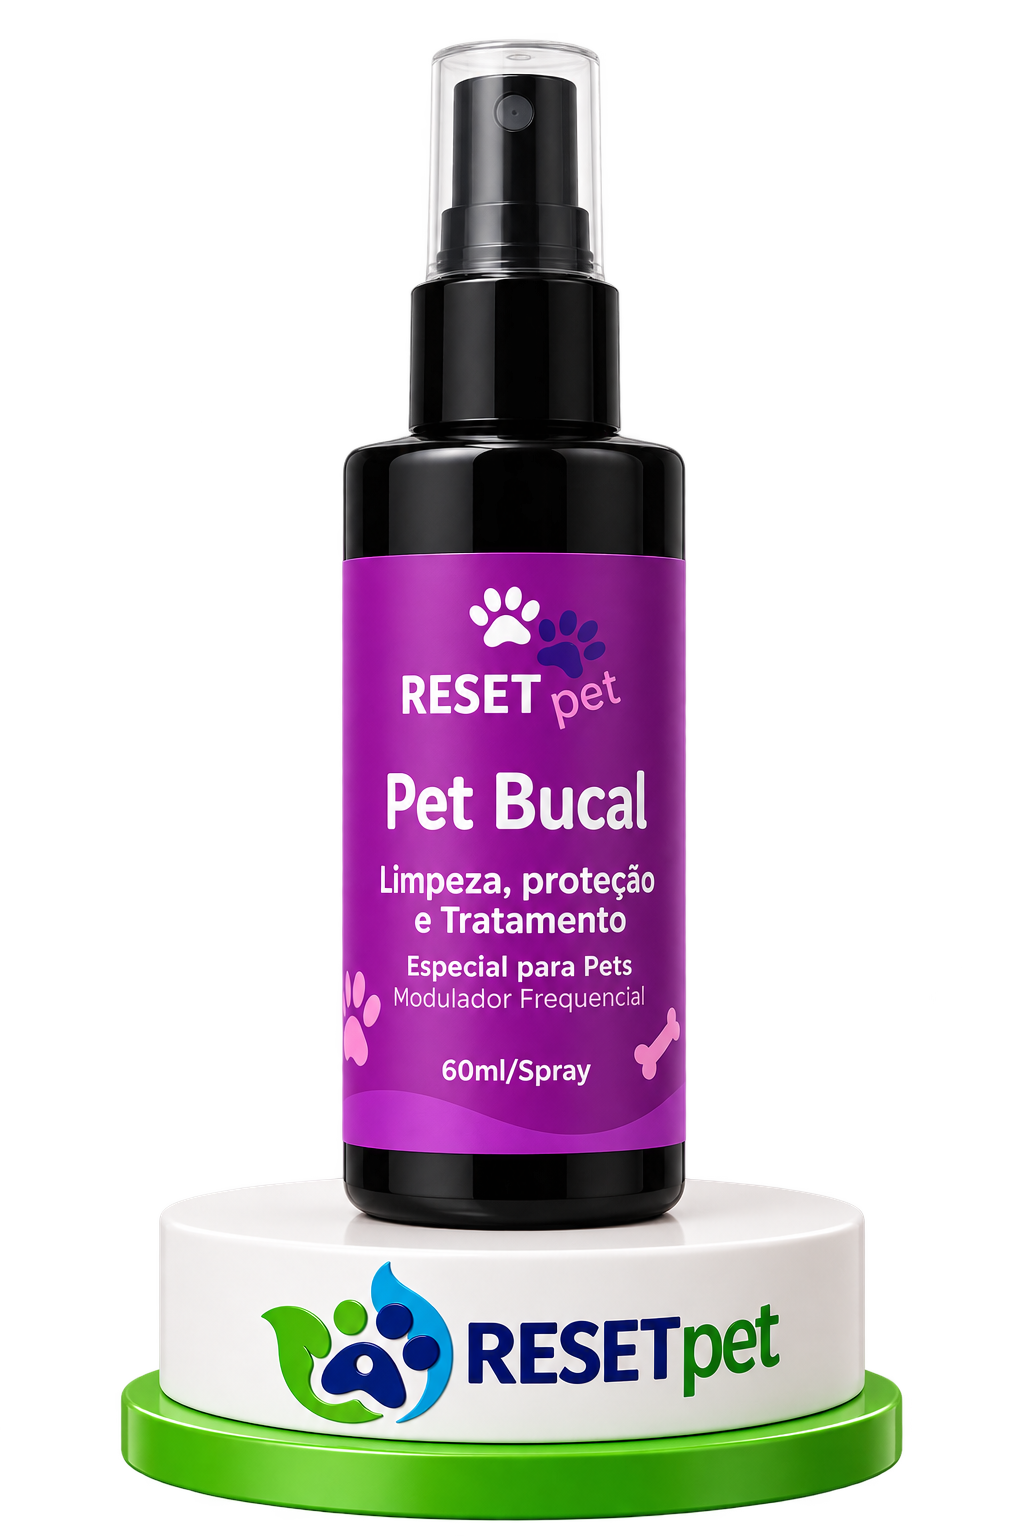 RESET pet
Pet Bucal
Limpeza, proteção
e Tratamento
Especial para Pets
Modulador Frequencial
60ml/Spray
RESETpet